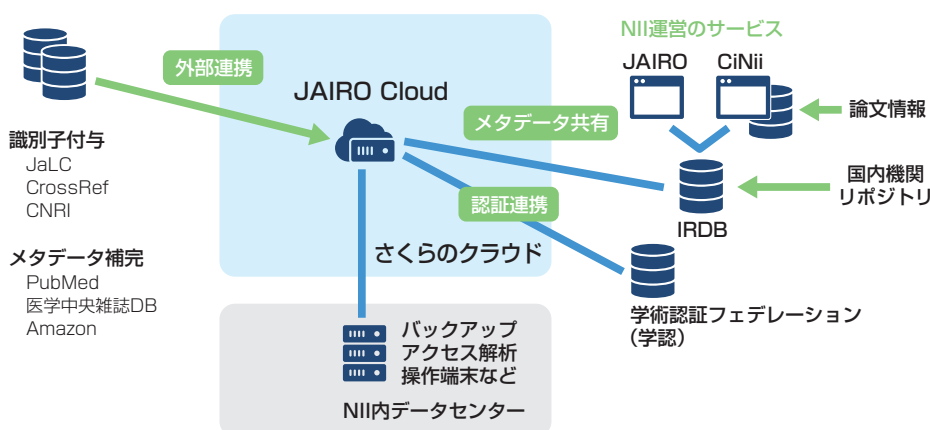 外部連携
識別子付与
JaLC
CrossRef
CNRI
メタデータ補完
PubMed
医学中央雑誌DB
Amazon
JAIRO Cloud
さくらのクラウド
バックアップ
アクセス解析
操作端末など
NII内データセンター
メタデータ共有
認証連携
NII運営のサービス
JAIRO
CiNii
論文情報
国内機関
リポジトリ
IRDB
学術認証フェデレーション
（学認）